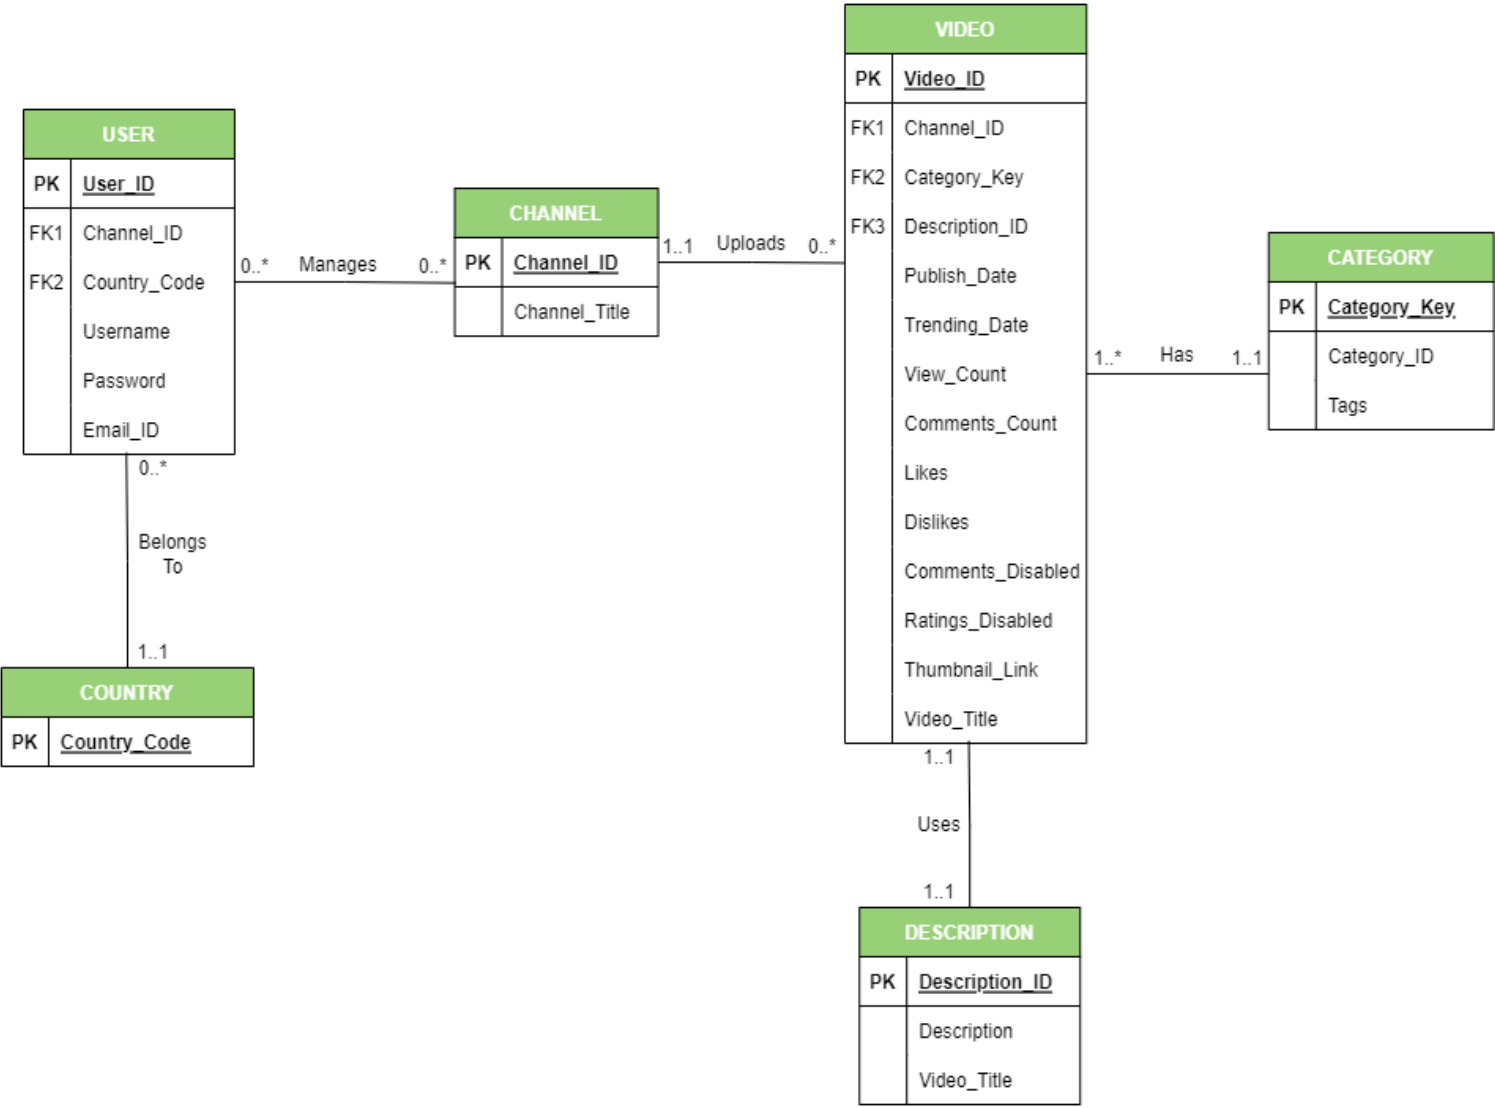 USER
PK User_ID
FK1 Channel_ID
FK2 Country_Code
Username
Password
Email_ID
0..* Manages 0..*
0..*
Belongs
To
1..1
COUNTRY
PK Country_Code
CHANNEL
PK Channel_ID
Channel_Title
1..1 Uploads 0..*
VIDEO
PK Video_ID
FK1 Channel_ID
FK2 Category_Key
FK3 Description_ID
Publish_Date
Trending_Date
View_Count
Comments_Count
Likes
Dislikes
Comments_Disabled
Ratings_Disabled
Thumbnail_Link
Video_Title
1..* Has 1..1
CATEGORY
PK Category_Key
Category_ID
Tags
1..1
Uses
1..1
DESCRIPTION
PK Description_ID
Description
Video_Title